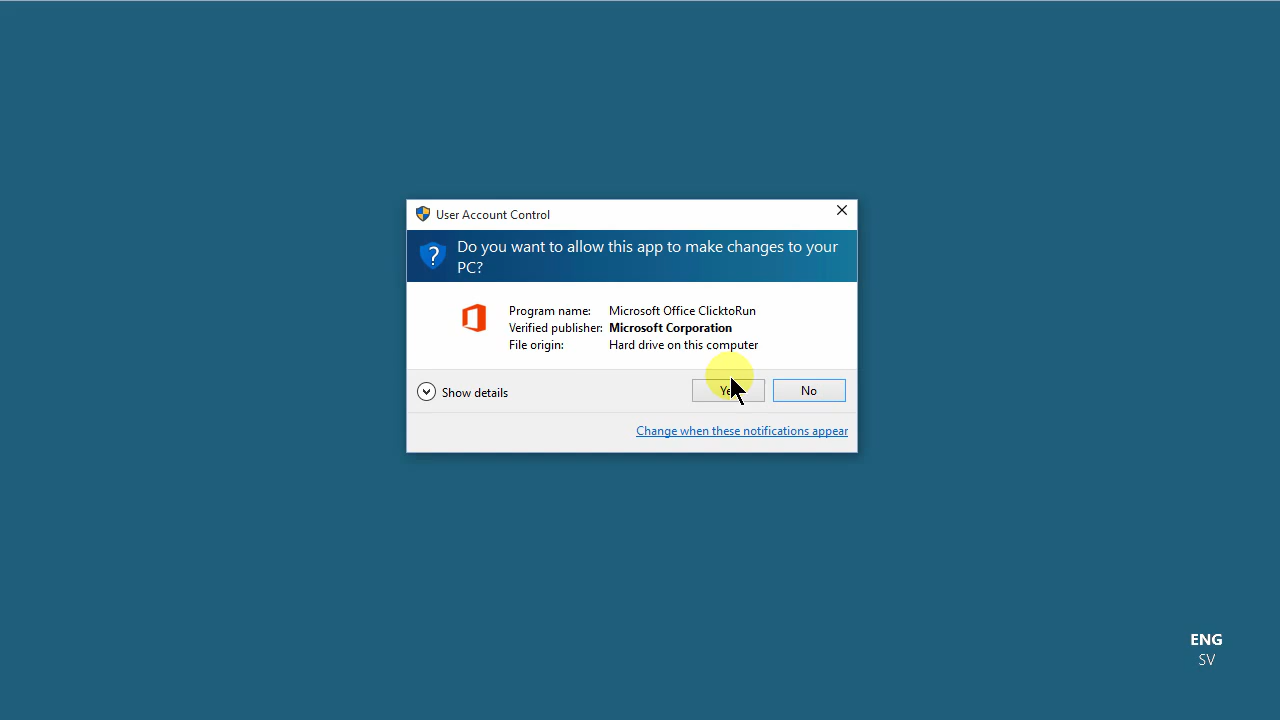 User Account Control
Do you want to allow this app to make changes to your
PC?
?
Program name: Microsoft Office ClicktoRun
Verified publisher: Microsoft Corporation
File origin: Hard drive on this computer
Show details
No
Change when these notifications appear
ENG
SV